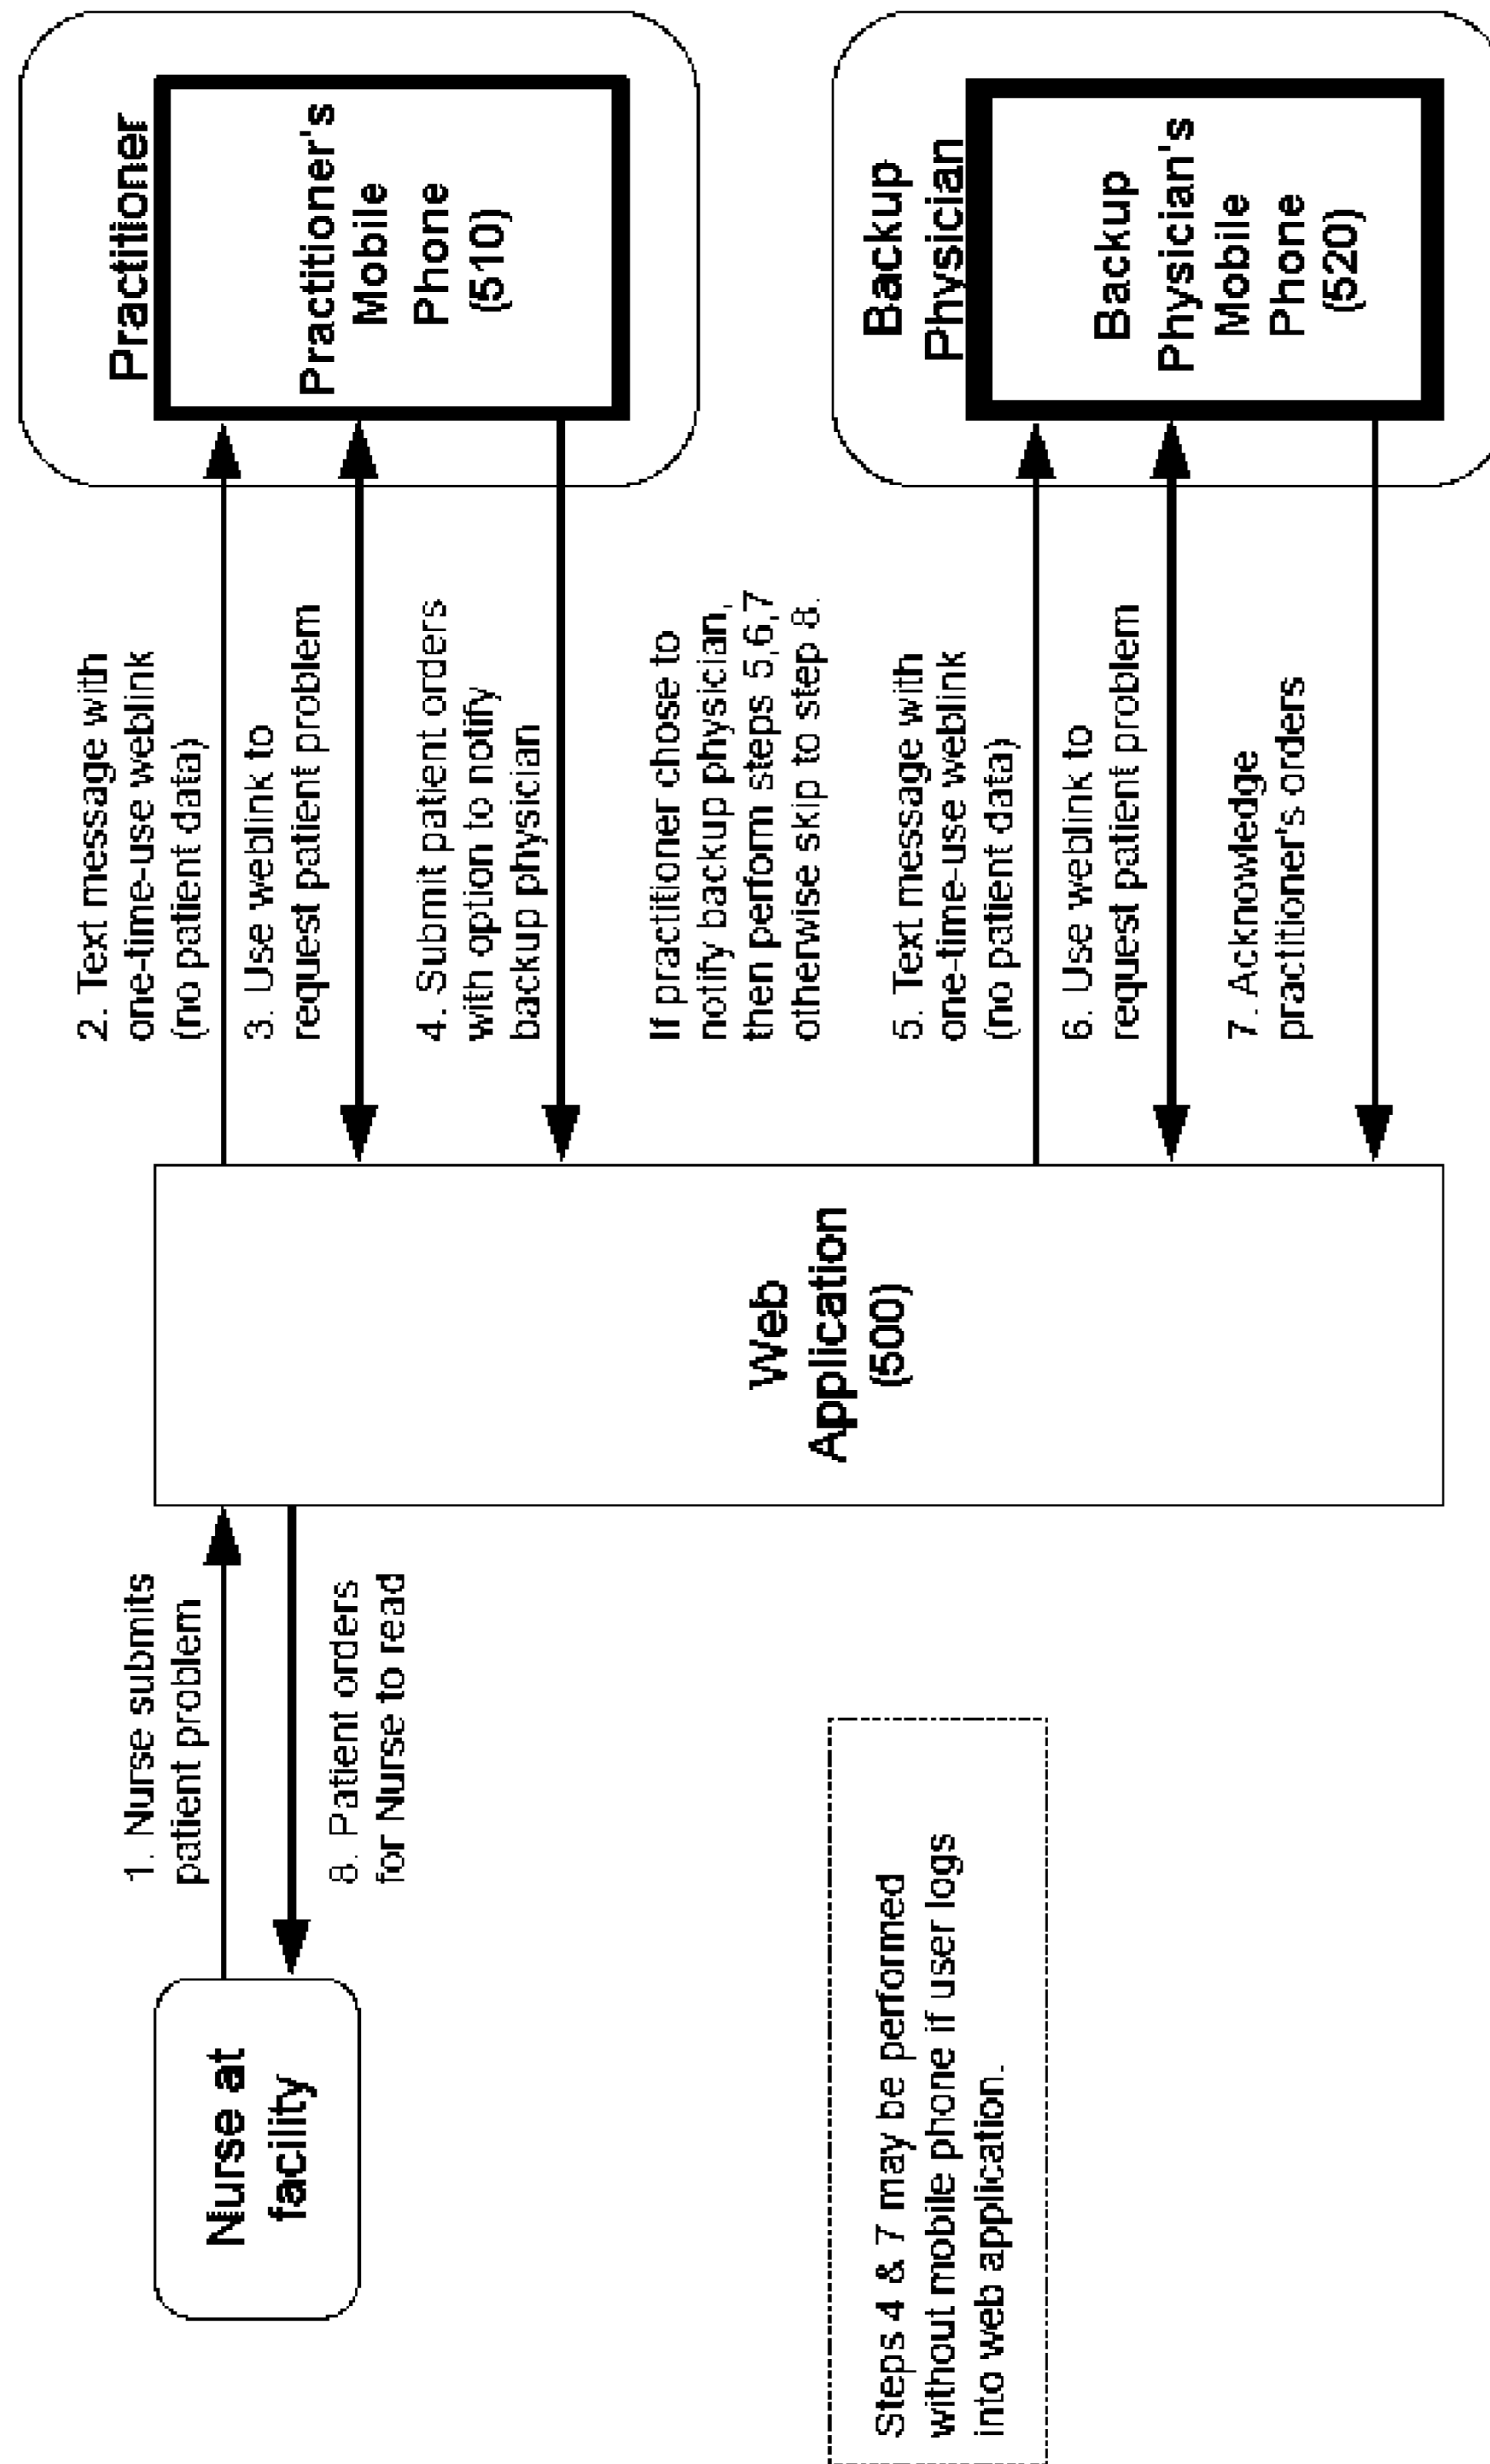 Nurse at
facility
1. Nurse submits
patient problem
8. Patient orders
for Nurse to read
Web
Application
(500)
2. Text message with
one-time-use weblink
(no patient data)
3. Use weblink to
request patient problem
4. Submit patient orders
with option to notify
backup physician
If practitioner chose to
notify backup physician,
then perform steps 5,6,7
otherwise skip to step 8.
5. Text message with
one-time-use weblink
(no patient data)
6. Use weblink to
request patient problem
7. Acknowledge
practitioner's orders
Practitioner
Practitioner's
Mobile
Phone
(510)
Backup
Physician
Backup
Physician's
Mobile
Phone
(520)
Steps 4 & 7 may be performed
without mobile phone if user logs
into web application.